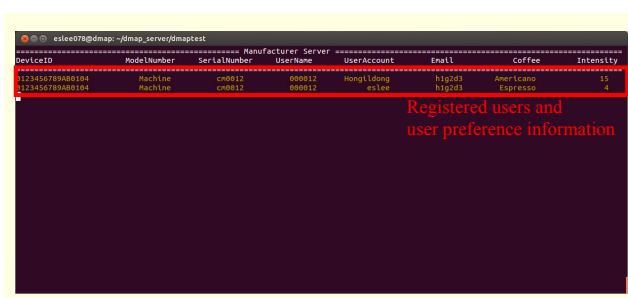 eslee078@dmap: ~/dmap_server/dmaptest
======================================== Manufacturer Server ========================================
DeviceID ModelNumber SerialNumber UserName UserAccount Email Coffee Intensity
0123456789AB0104 Machine cm0012 000012 Hongildong h1g2d3 Americano 15
0123456789AB0104 Machine cm0012 000012 eslee h1g2d3 Espresso 4
Registered users and
user preference information